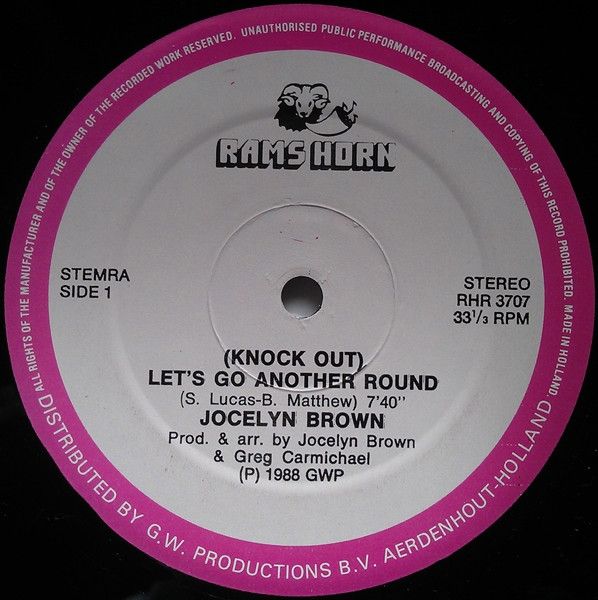 ALL RIGHTS OF THE MANUFACTURER AND OF THE OWNER OF THE RECORDED WORK RESERVED. UNAUTHORISED PUBLIC PERFORMANCE BROADCASTING AND COPYING OF THIS RECORD PROHIBITED. MADE IN HOLLAND
RAMS HORN
STEMRA
SIDE 1
STEREO
RHR 3707
33 1/3 RPM
(KNOCK OUT)
LET'S GO ANOTHER ROUND
(S. Lucas-B. Matthew) 7'40"
JOCELYN BROWN
Prod. & arr. by Jocelyn Brown
& Greg Carmichael
(P) 1988 GWP
DISTRIBUTED BY G.W. PRODUCTIONS B.V. AERDENHOUT-HOLLAND